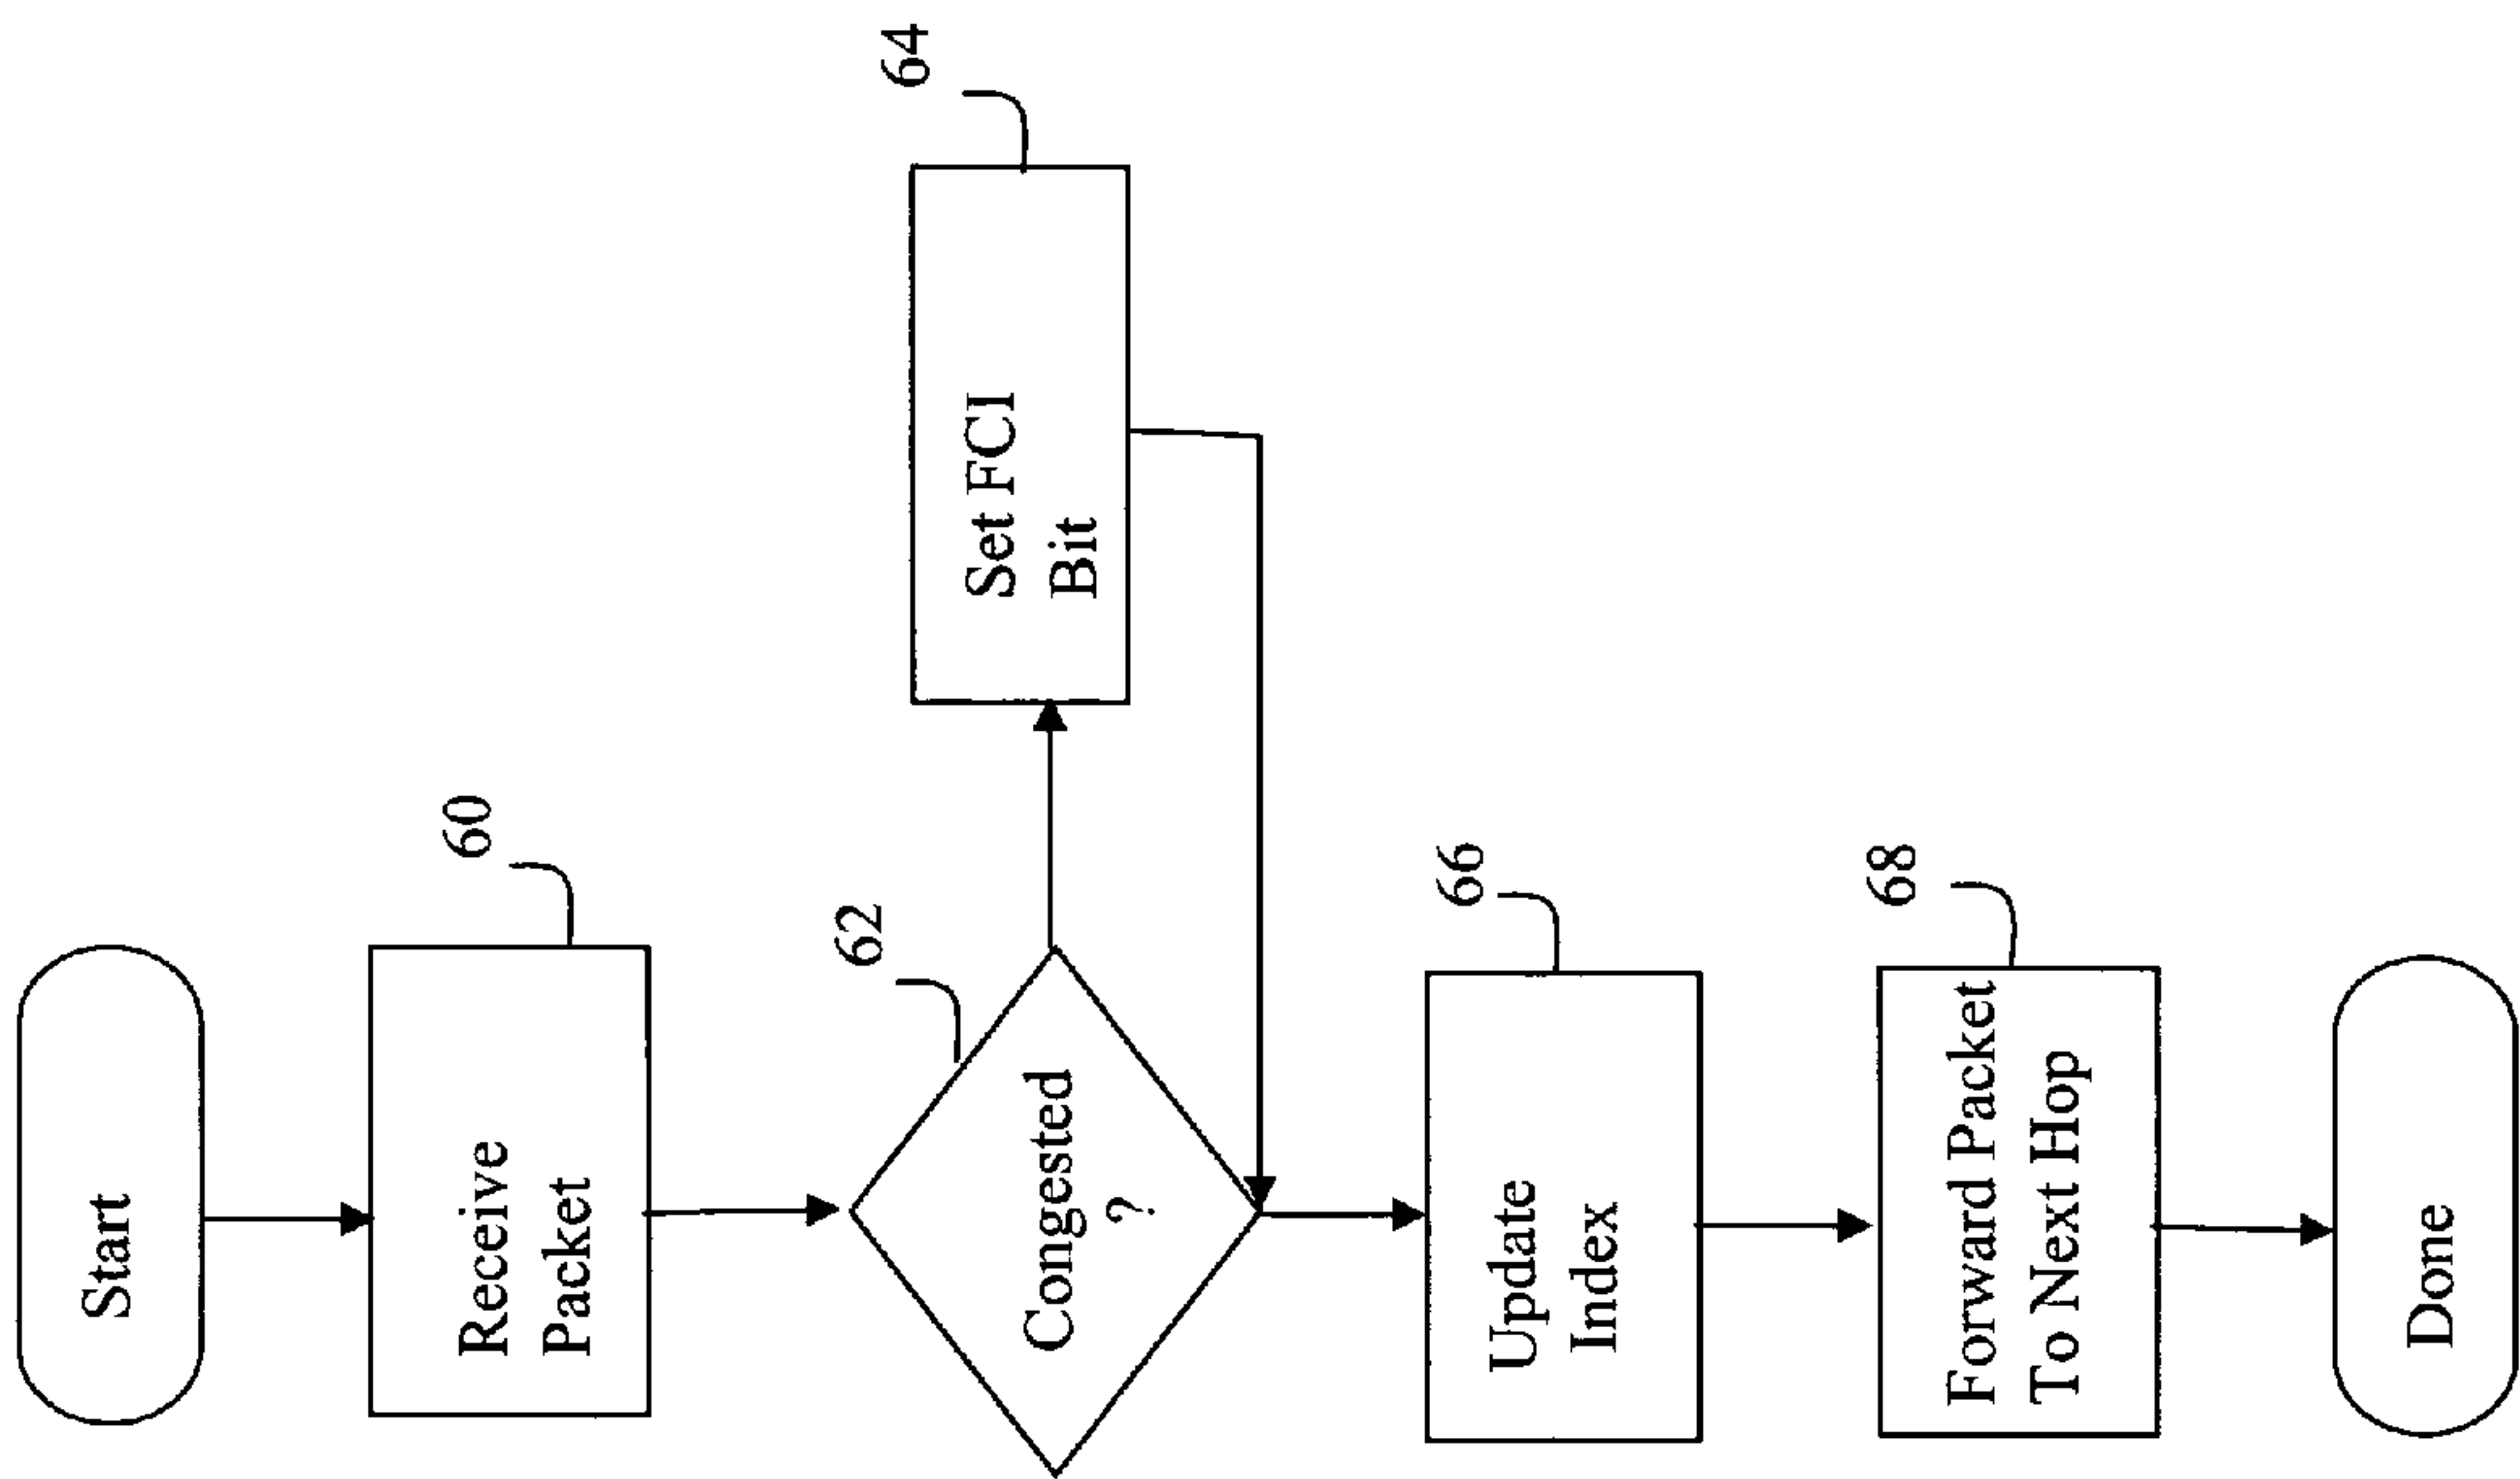 Start
60
Receive
Packet
62
Congested
?
64
Set FCI
Bit
66
Update
Index
68
Forward Packet
To Next Hop
Done